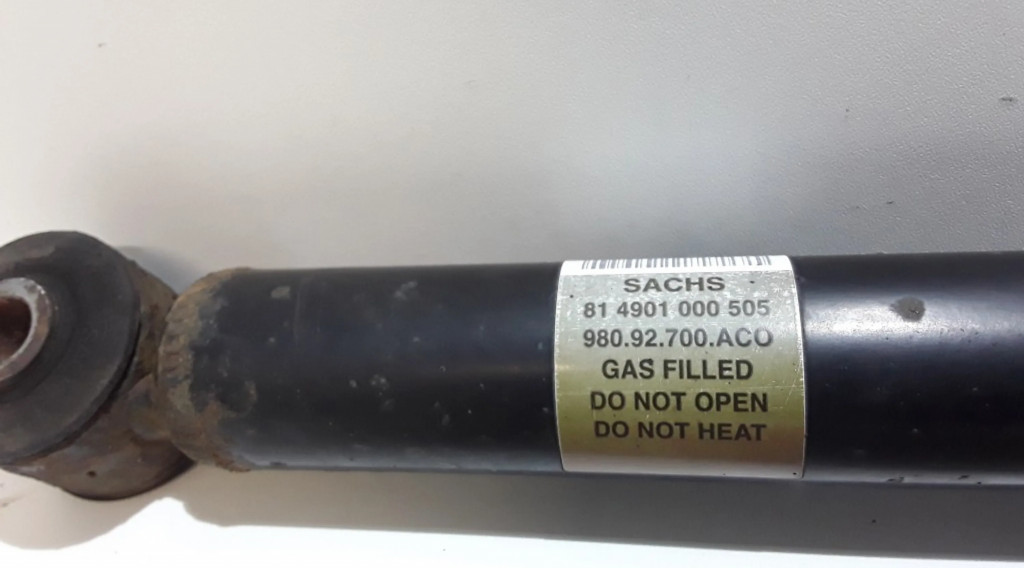 SACHS
81 4901 000 505
980.92.700.ACO
GAS FILLED
DO NOT OPEN
DO NOT HEAT